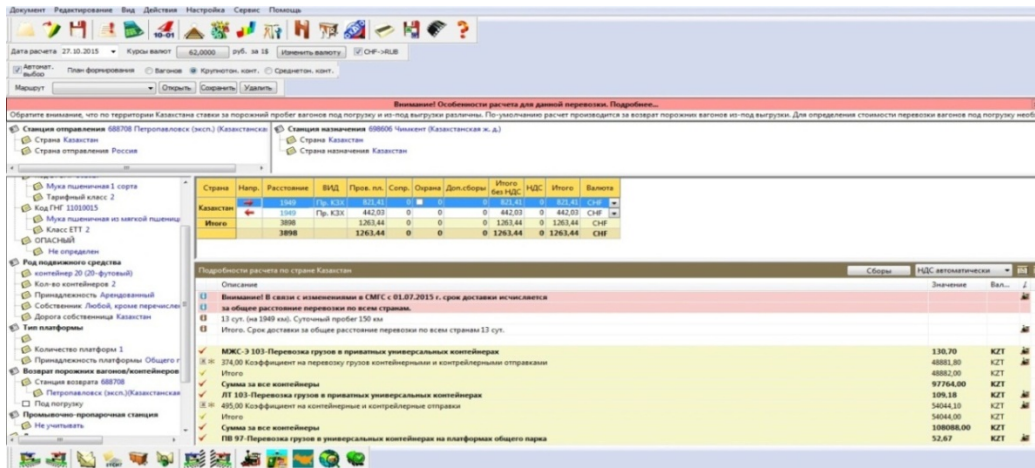 Документ Редактирование Вид Действия Настройка Сервис Помощь
10-01
Дата расчета 27.10.2015 Курсы валют 62,0000 руб. за 1$ Изменить валюту CHF->RUB
Автомат. выбор План формирования Вагонов Крупнотон. конт. Среднетон. конт.
Маршрут Открыть Сохранить Удалить
Внимание! Особенности расчета для данной перевозки. Подробнее...
Обратите внимание, что по территории Казахстана ставки за порожний пробег вагонов под погрузку и из-под выгрузки различны. По-умолчанию расчет производится за возврат порожних вагонов из-под выгрузки. Для определения стоимости перевозки вагонов под погрузку необ
Станция отправления 688708 Петропавловск (эксп.) (Казахстанска
Страна Казахстан
Страна отправления Россия
Станция назначения 698606 Чимкент (Казахстанская ж. д.)
Страна Казахстан
Страна назначения Казахстан
Мука пшеничная 1 сорта
Тарифный класс 2
Код ГНГ 11010015
Мука пшеничная из мягкой пшениц
Класс ЕТТ 2
ОПАСНЫЙ
Не определен
Род подвижного средства
контейнер 20 (20-футовый)
Кол-во контейнеров 2
Принадлежность Арендованный
Собственник Любой, кроме перечислен
Дорога собственница Казахстан
Тип платформы
Количество платформ 1
Принадлежность платформы Общего п
Возврат порожних вагонов/контейнеров
Станция возврата 688708
Петропавловск (эксп.)(Казахстанская
Под погрузку
Промывочно-пропарочная станция
Не учитывать
Страна Напр. Расстояние ВИД Пров. пл. Сопр. Охрана Доп.сборы Итого без НДС НДС Итого Валюта
Казахстан 1949 Пр. КЗХ 821,41 0 0 0 821,41 0 821,41 CHF
1949 Пр. КЗХ 442,03 0 0 0 442,03 0 442,03 CHF
Итого 3898 1263,44 0 0 0 1263,44 0 1263,44 CHF
3898 1263,44 0 0 0 1263,44 0 1263,44 CHF
Подробности расчета по стране Казахстан Сборы НДС автоматически
Описание Значение Вал...
Внимание! В связи с изменениями в СМГС с 01.07.2015 г. срок доставки исчисляется
за общее расстояние перевозки по всем странам.
13 сут. (на 1949 км). Суточный пробег 150 км
Итого. Срок доставки за общее расстояние перевозки по всем странам 13 сут.
МЖС-Э 103-Перевозка грузов в приватных универсальных контейнерах 130,70 KZT
374,00 Коэффициент на перевозку грузов контейнерными и контрейлерными отправками 48881,80 KZT
Итого 48882,00 KZT
Сумма за все контейнеры 97764,00 KZT
ЛТ 103-Перевозка грузов в приватных универсальных контейнерах 109,18 KZT
495,00 Коэффициент на контейнерные и контрейлерные отправки 54044,10 KZT
Итого 54044,00 KZT
Сумма за все контейнеры 108088,00 KZT
ПВ 97-Перевозка грузов в универсальных контейнерах на платформах общего парка 52,67 KZT